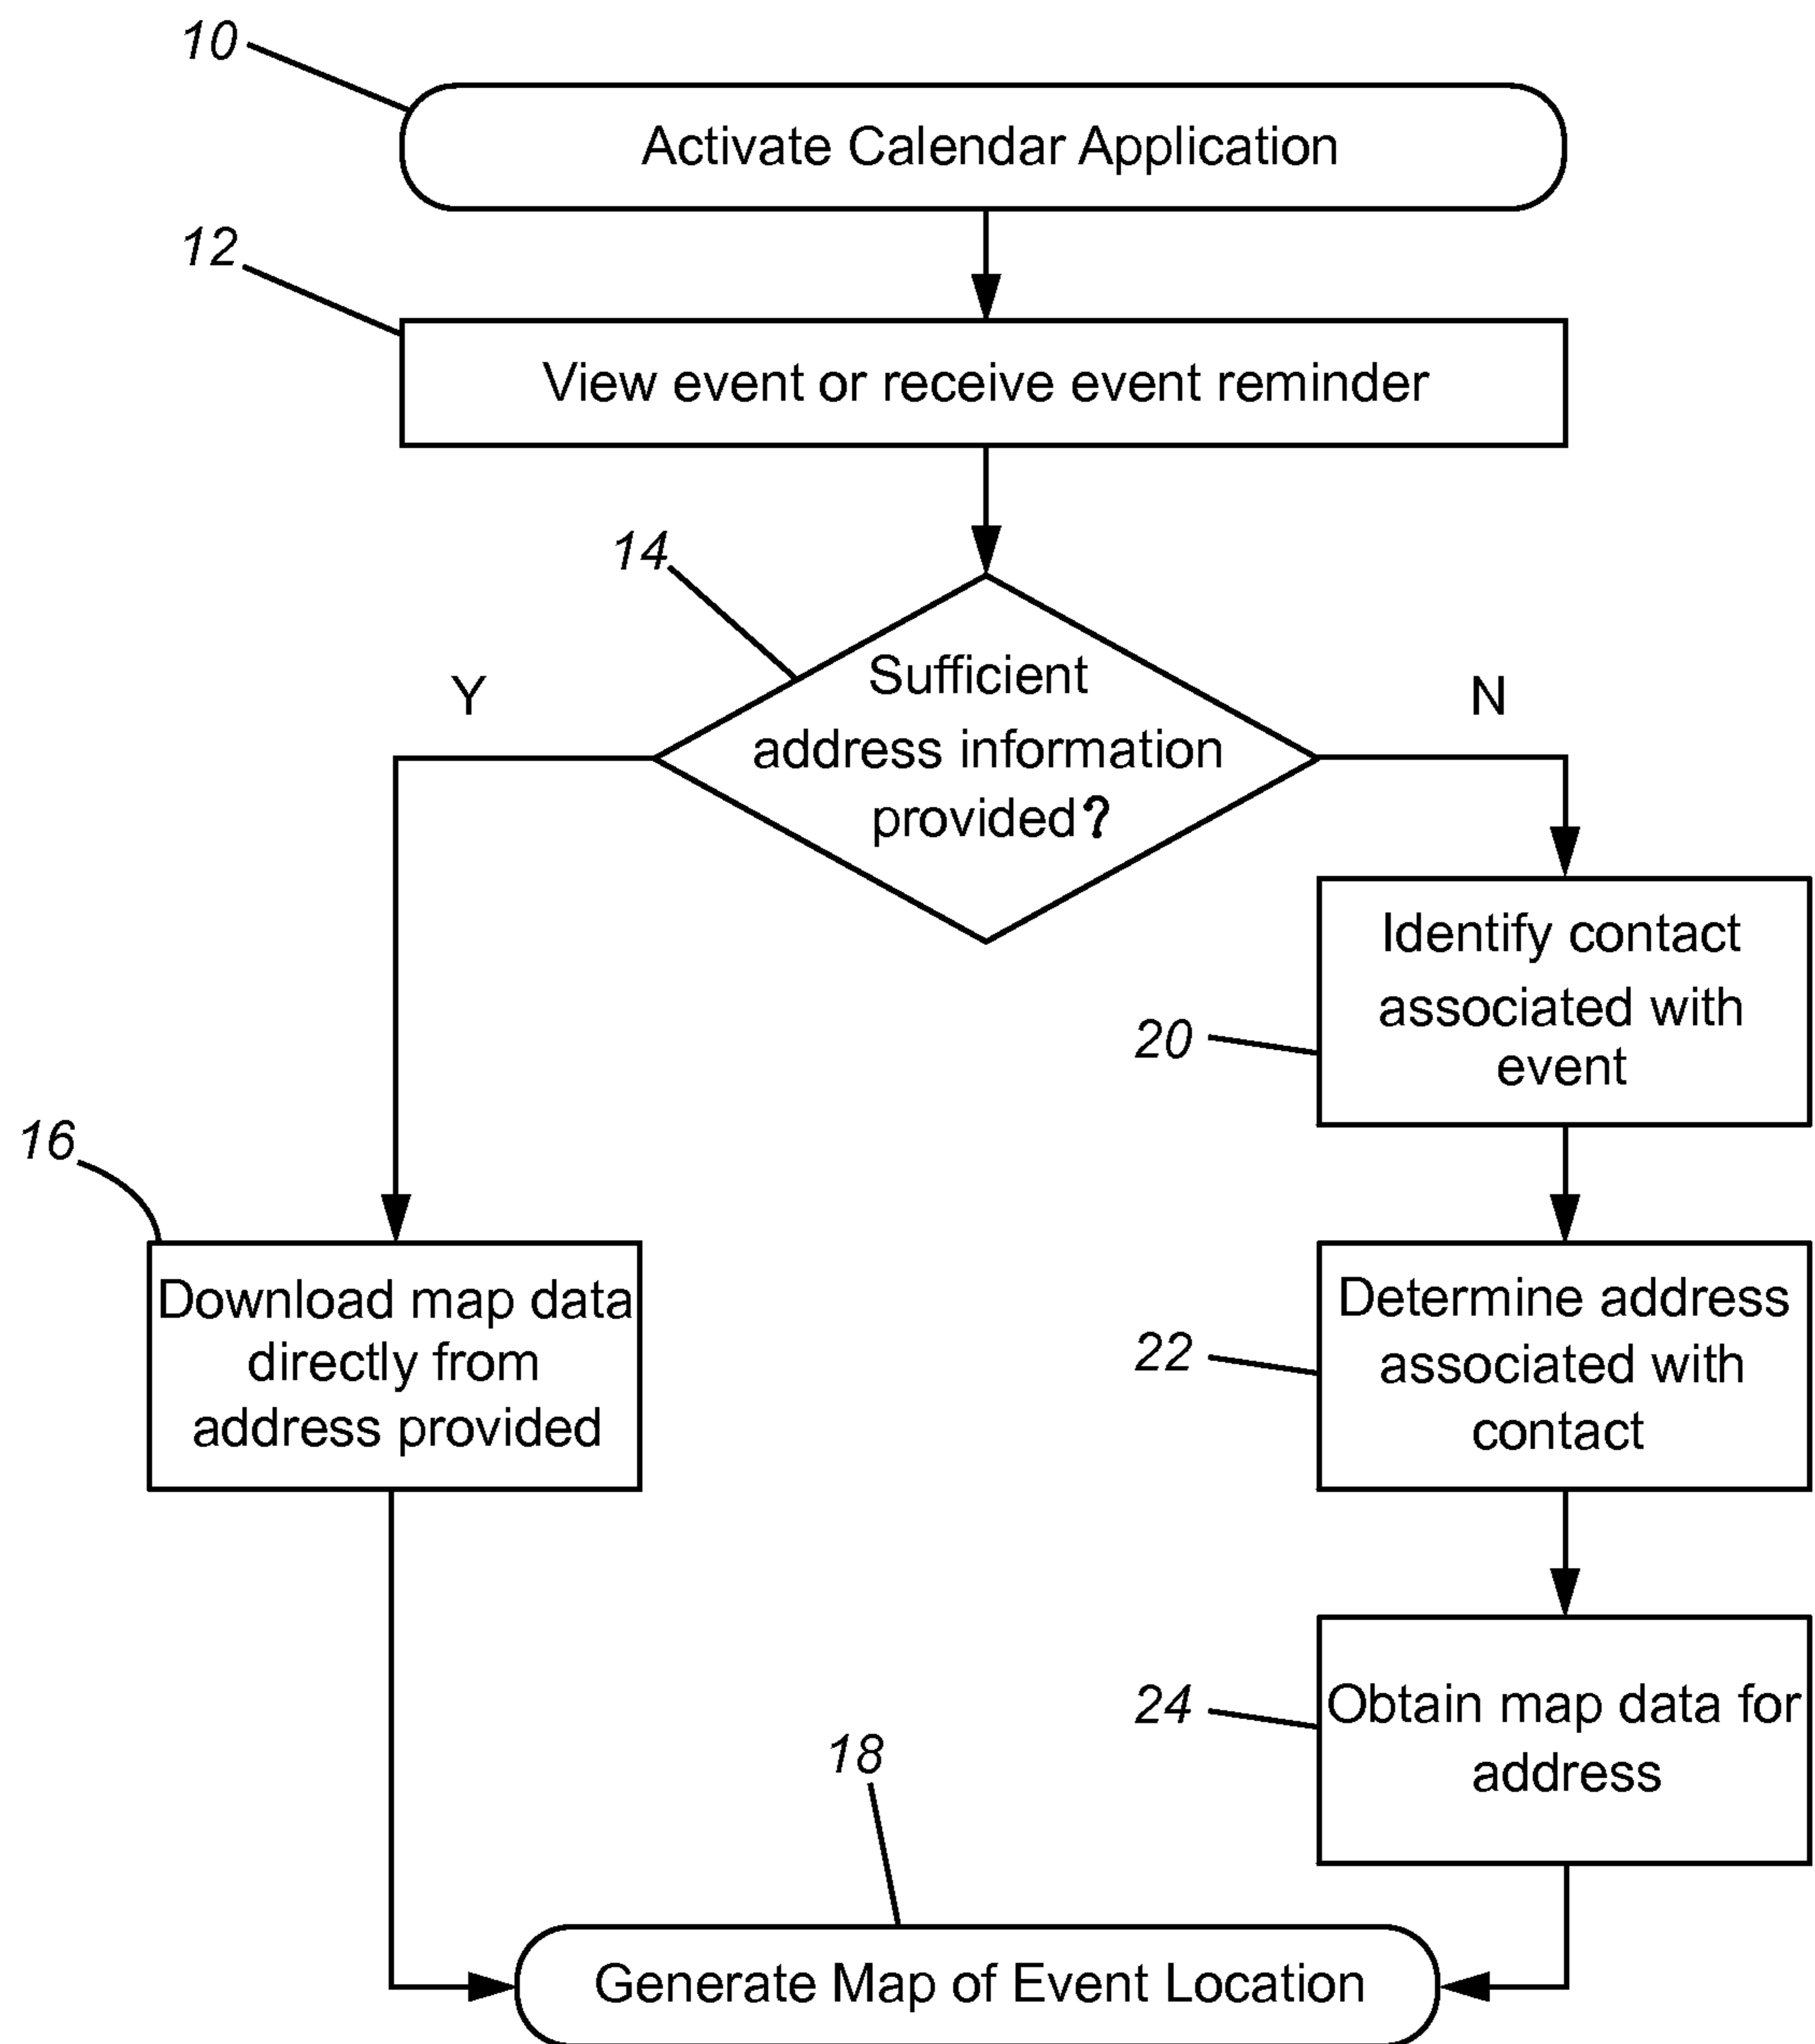 10
Activate Calendar Application
12
View event or receive event reminder
14
Sufficient
address information
provided?
Y
N
Identify contact
associated with
event
20
16
Download map data
directly from
address provided
Determine address
associated with
contact
22
Obtain map data for
address
24
18
Generate Map of Event Location